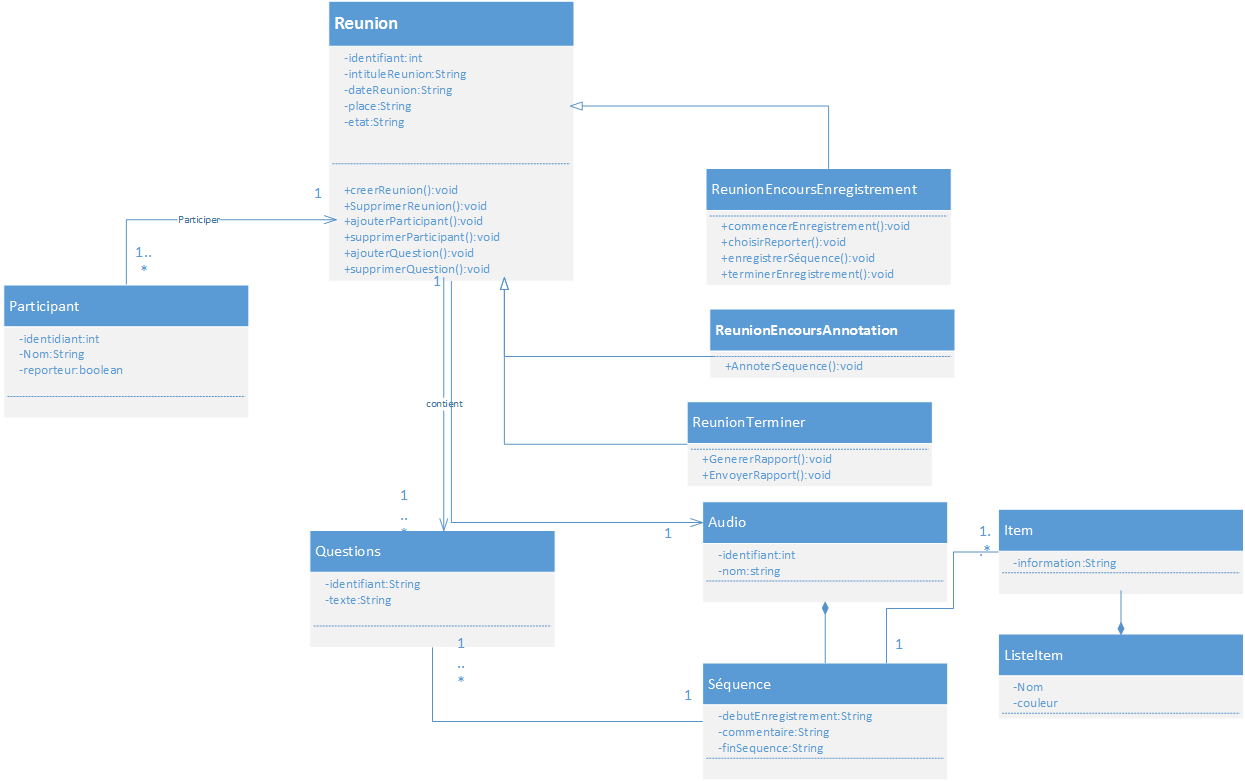 Reunion
-identifiant:int
-intituleReunion:String
-dateReunion:String
-place:String
-etat:String
+creerReunion():void
+SupprimerReunion():void
+ajouterParticipant():void
+supprimerParticipant():void
+ajouterQuestion():void
+supprimerQuestion():void
1
Participer
1..
*
1
Participant
-identidiant:int
-Nom:String
-reporteur:boolean
ReunionEncoursEnregistrement
+commencerEnregistrement():void
+choisirReporter():void
+enregistrerSéquence():void
+terminerEnregistrement():void
ReunionEncoursAnnotation
+AnnoterSequence():void
contient
ReunionTerminer
+GenererRapport():void
+EnvoyerRapport():void
1
..
*
1
Questions
-identifiant:String
-texte:String
1
..
*
Audio
-identifiant:int
-nom:string
1.
.*
Item
-information:String
1
ListeItem
-Nom
-couleur
1
Séquence
-debutEnregistrement:String
-commentaire:String
-finSequence:String